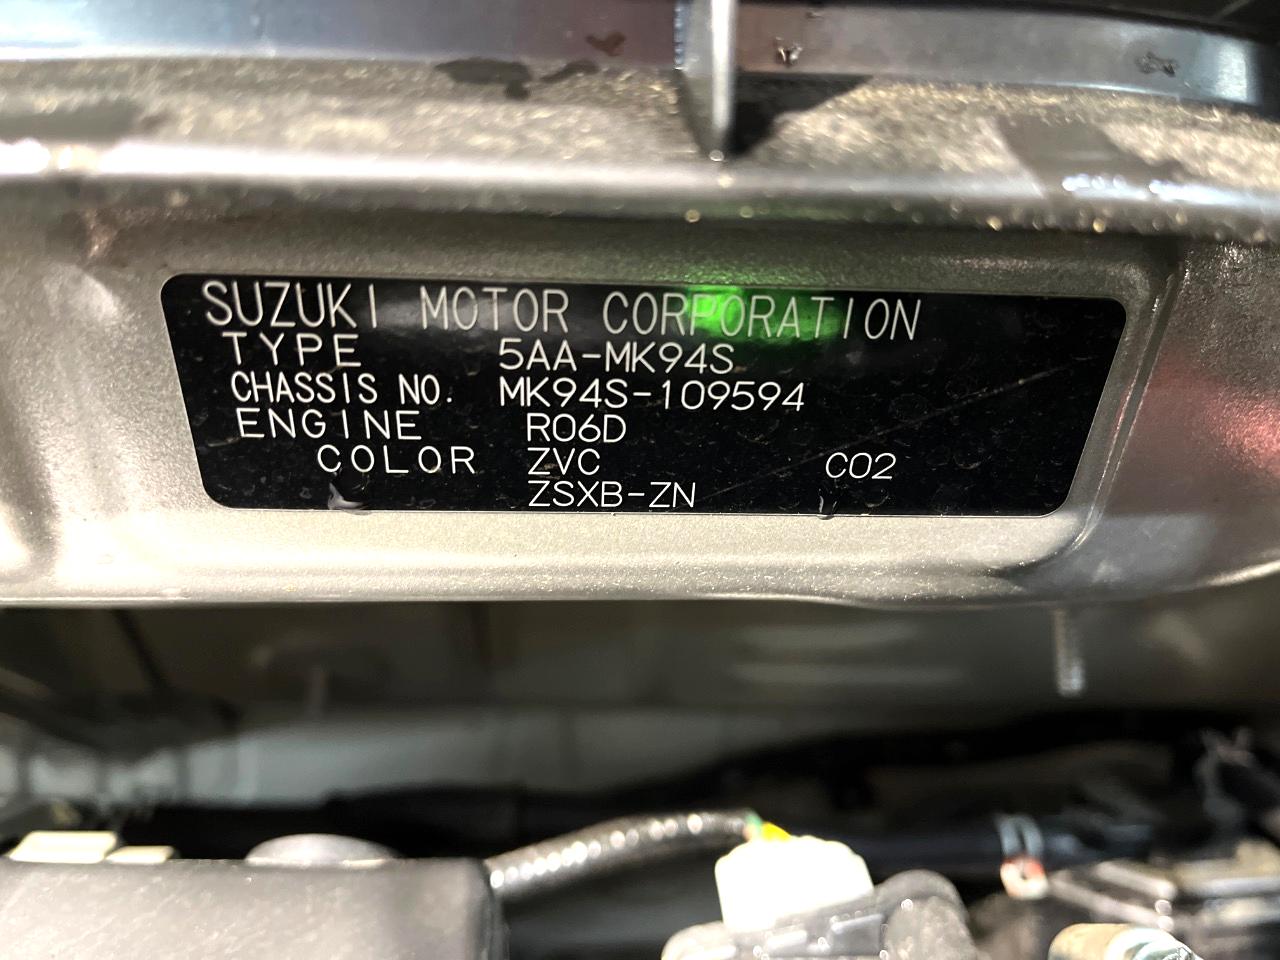 SUZUKI MOTOR CORPORATION
TYPE 5AA-MK94S
CHASSIS NO. MK94S-109594
ENGINE R06D
COLOR ZVC C02
ZSXB-ZN